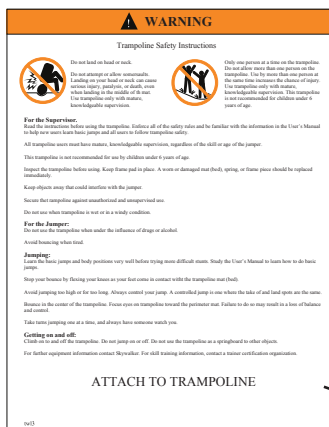 WARNING
Trampoline Safety Instructions
Do not land on head or neck.
Do not attempt or allow somersaults.
Landing on your head or neck can cause
serious injury, paralysis, or death, even
when landing in the middle of th mat.
Use trampoline only with mature,
knowledgeable supervision.
Only one person at a time on the trampoline.
Do not allow more than one person on the
trampoline. Use by more than one person at
the same time increases the chance of injury.
Use trampoline only with mature,
knowledgable supervision. This trampoline
is not recommended for children under 6
years of age.
For the Supervisor.
Read the instructions before using the trampoline. Enforce all of the safety rules and be familiar with the information in the User's Manual
to help new users learn basic jumps and all users to follow trampoline safety.
All trampoline users must have mature, knowledgeable supervision, regardless of the skill or age of the jumper.
This trampoline is not recommended for use by children under 6 years of age.
Inspect the trampoline before using. Keep frame pad in place. A worn or damaged mat (bed), spring, or frame piece should be replaced
immediately.
Keep objects away that could interfere with the jumper.
Secure thet trampoline against unauthorized and unsupervised use.
Do not use when trampoline is wet or in a windy condition.
For the Jumper:
Do not use the trampoline when under the influence of drugs or alcohol.
Avoid bouncing when tired.
Jumping:
Learn the basic jumps and body positions very well before trying more difficult stunts. Study the User's Manual to learn how to do basic
jumps.
Stop your bounce by flexing your knees as your feet comes in contact witht the trampoline mat (bed).
Avoid jumping too high or for too long. Always control your jump. A controlled jump is one where the take of and land spots are the same.
Bounce in the center of the trampoline. Focus eyes on trampoline toward the perimeter mat. Failure to do so may result in a loss of balance
and control.
Take turns jumping one at a time, and always have someone watch you.
Getting on and off:
Climb on to and off the trampoline. Do not jump on or off. Do not use the trampoline as a springboard to other objects.
For further equipment information contact Skywalker. For skill training information, contact a trainer certification organization.
ATTACH TO TRAMPOLINE